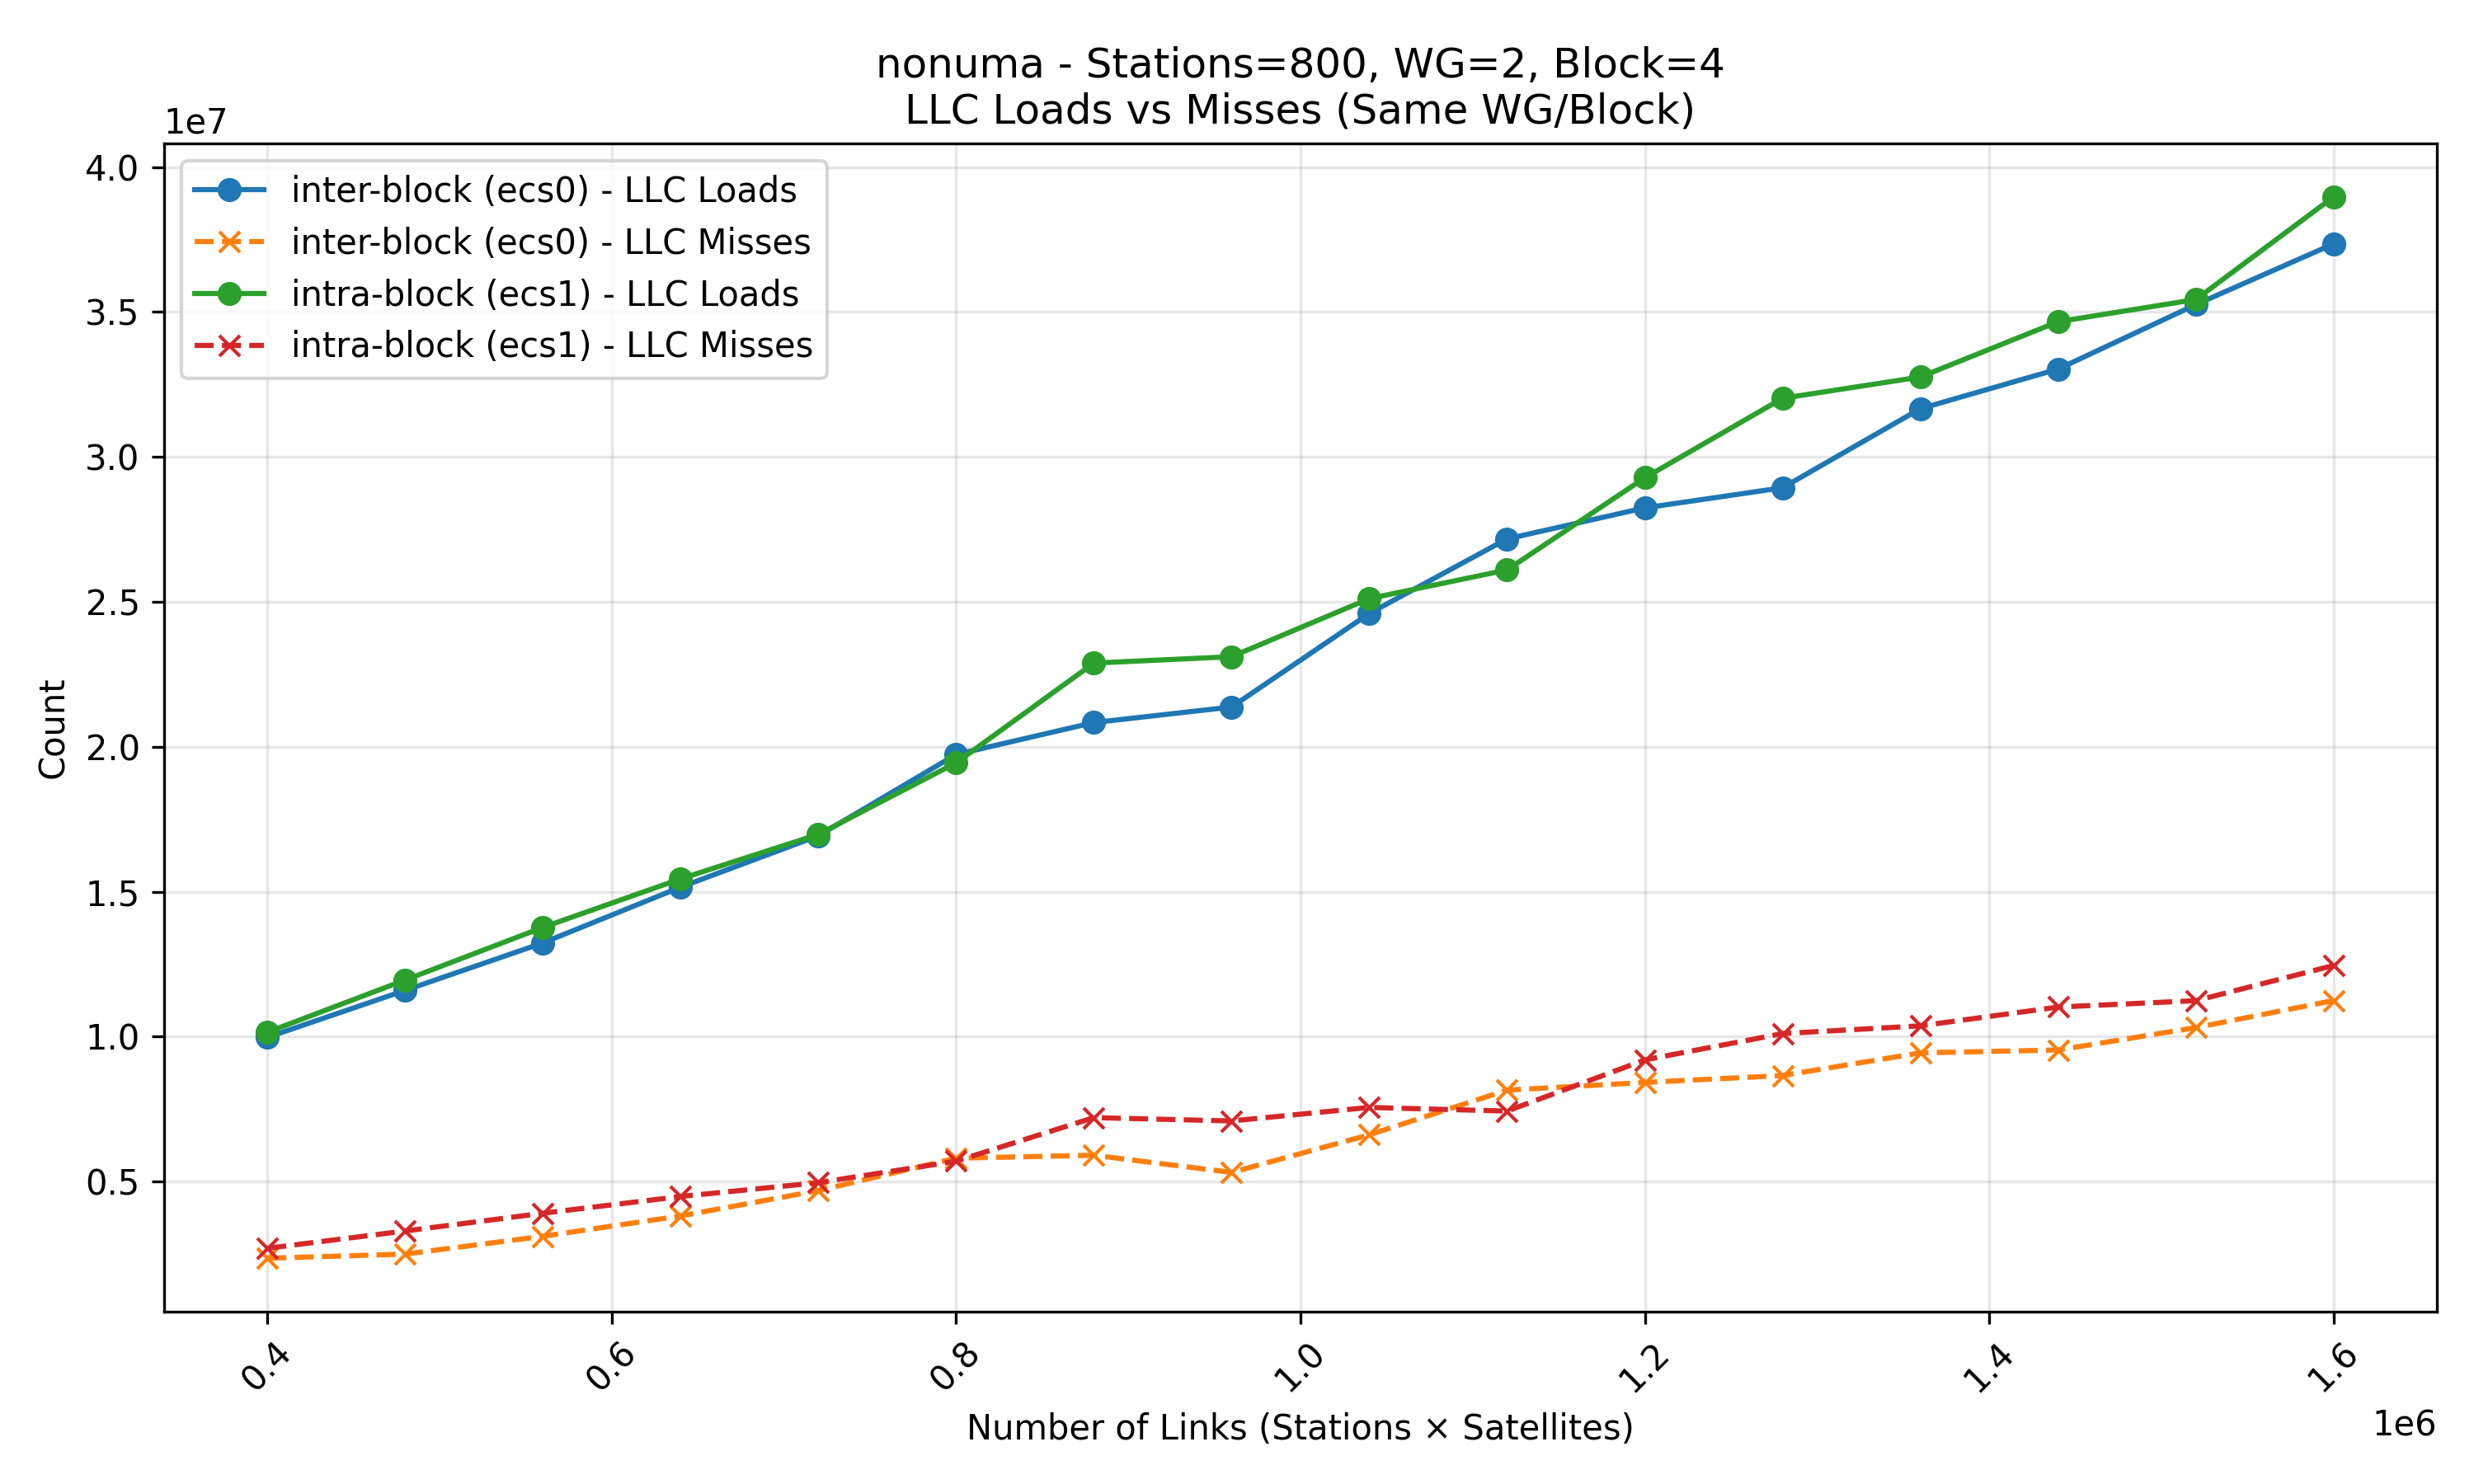 nonuma - Stations=800, WG=2, Block=4
LLC Loads vs Misses (Same WG/Block)
1e7
4.0
3.5
3.0
2.5
2.0
1.5
1.0
0.5
Count
inter-block (ecs0) - LLC Loads
inter-block (ecs0) - LLC Misses
intra-block (ecs1) - LLC Loads
intra-block (ecs1) - LLC Misses
0.4
0.6
0.8
1.0
1.2
1.4
1.6
1e6
Number of Links (Stations × Satellites)